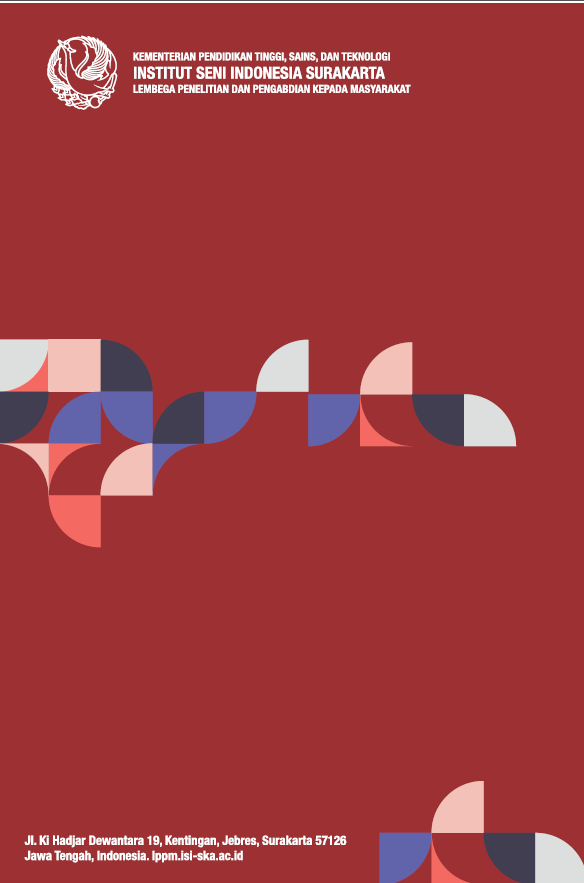 KEMENTERIAN PENDIDIKAN TINGGI, SAINS, DAN TEKNOLOGI
INSTITUT SENI INDONESIA SURAKARTA
LEMBEGA PENELITIAN DAN PENGABDIAN KEPADA MASYARAKAT
Jl. Ki Hadjar Dewantara 19, Kentingan, Jebres, Surakarta 57126
Jawa Tengah, Indonesia. lppm.isi-ska.ac.id